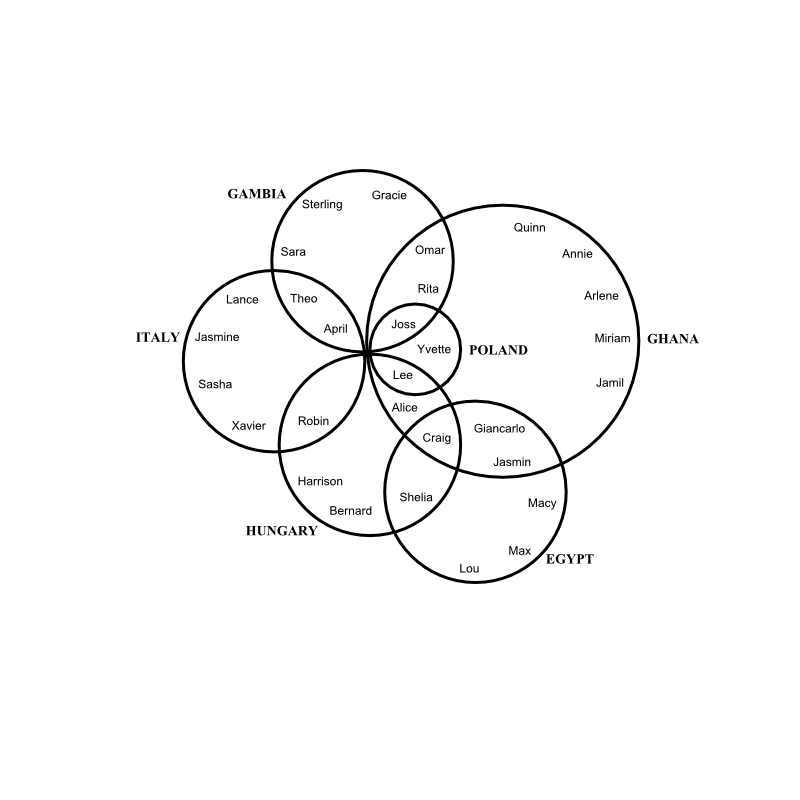 GAMBIA
Sterling
Gracie
Quinn
Sara
Omar
Annie
Lance
Theo
Rita
Arlene
ITALY
Jasmine
April
Joss
Miriam
GHANA
Yvette
POLAND
Sasha
Lee
Jamil
Xavier
Robin
Alice
Craig
Giancarlo
Jasmin
Harrison
Shelia
Macy
Bernard
HUNGARY
Max
EGYPT
Lou